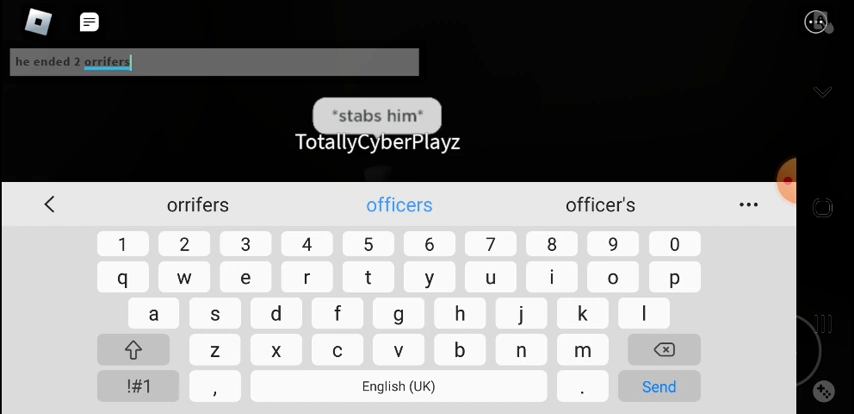 he ended 2 orrifers
*stabs him*
TotallyCyberPlayz
orrifers officers officer's
1 2 3 4 5 6 7 8 9 0
q w e r t y u i o p
a s d f g h j k l
z x c v b n m
!#1 , English (UK) . Send